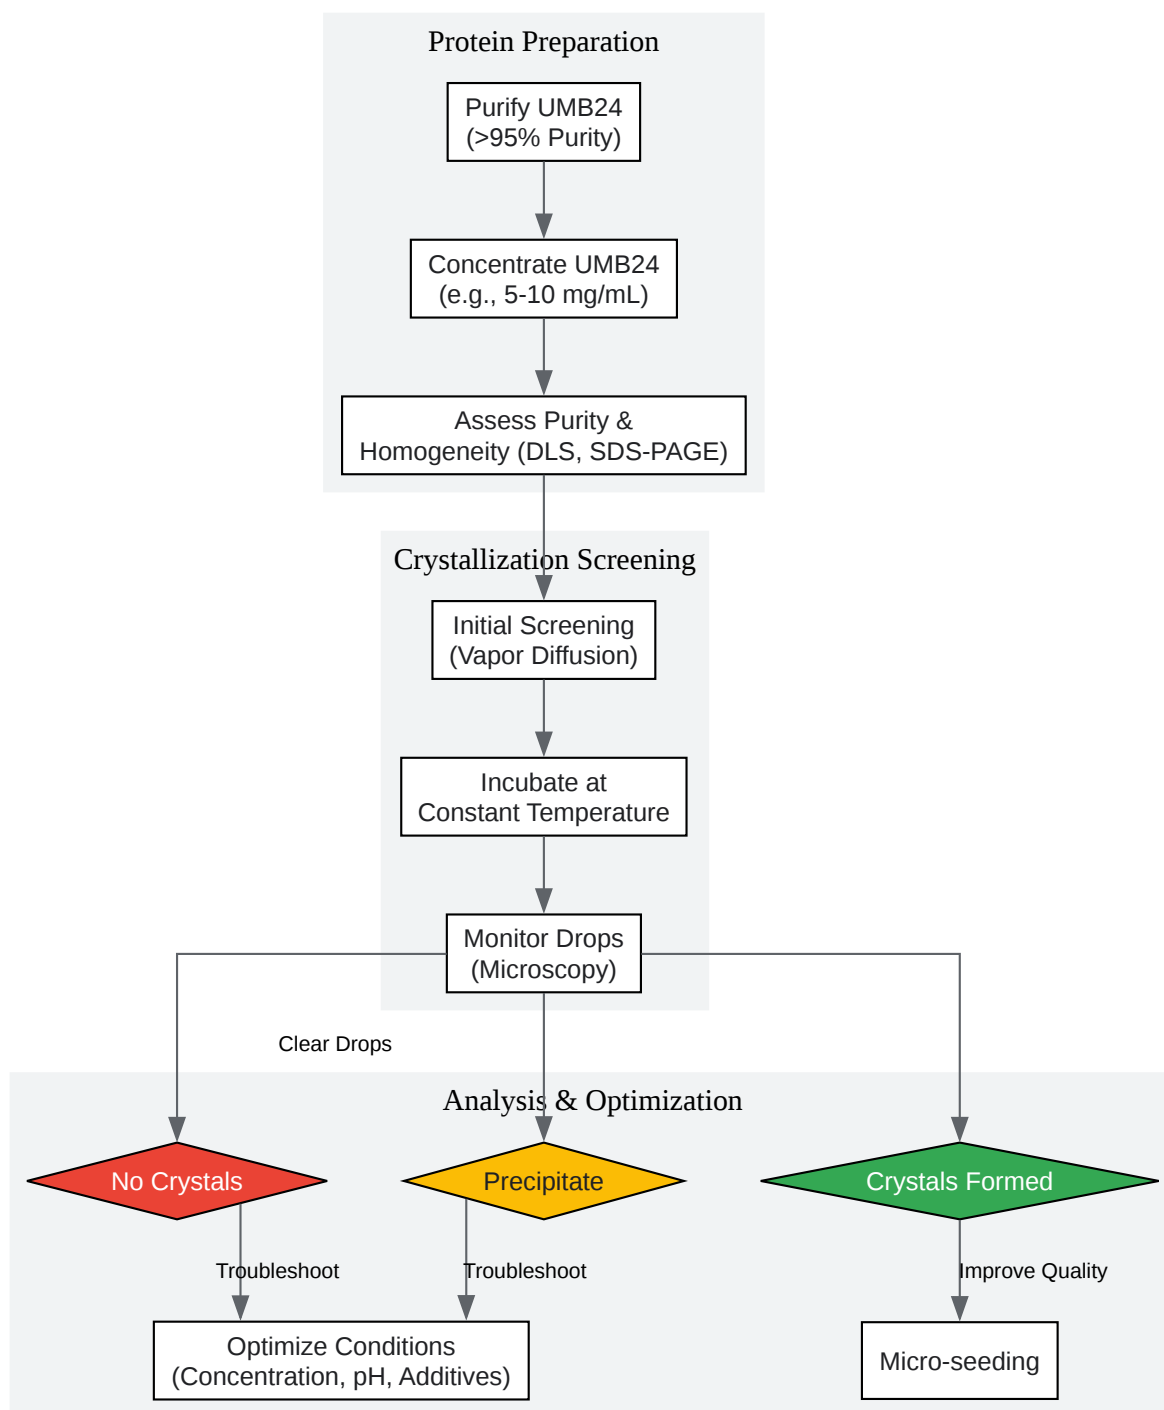 Protein Preparation
Purify UMB24
(>95% Purity)
Concentrate UMB24
(e.g., 5-10 mg/mL)
Assess Purity &
Homogeneity (DLS, SDS-PAGE)
Crystallization Screening
Initial Screening
(Vapor Diffusion)
Incubate at
Constant Temperature
Monitor Drops
(Microscopy)
Clear Drops
Analysis & Optimization
No Crystals
Precipitate
Crystals Formed
Troubleshoot
Troubleshoot
Improve Quality
Optimize Conditions
(Concentration, pH, Additives)
Micro-seeding